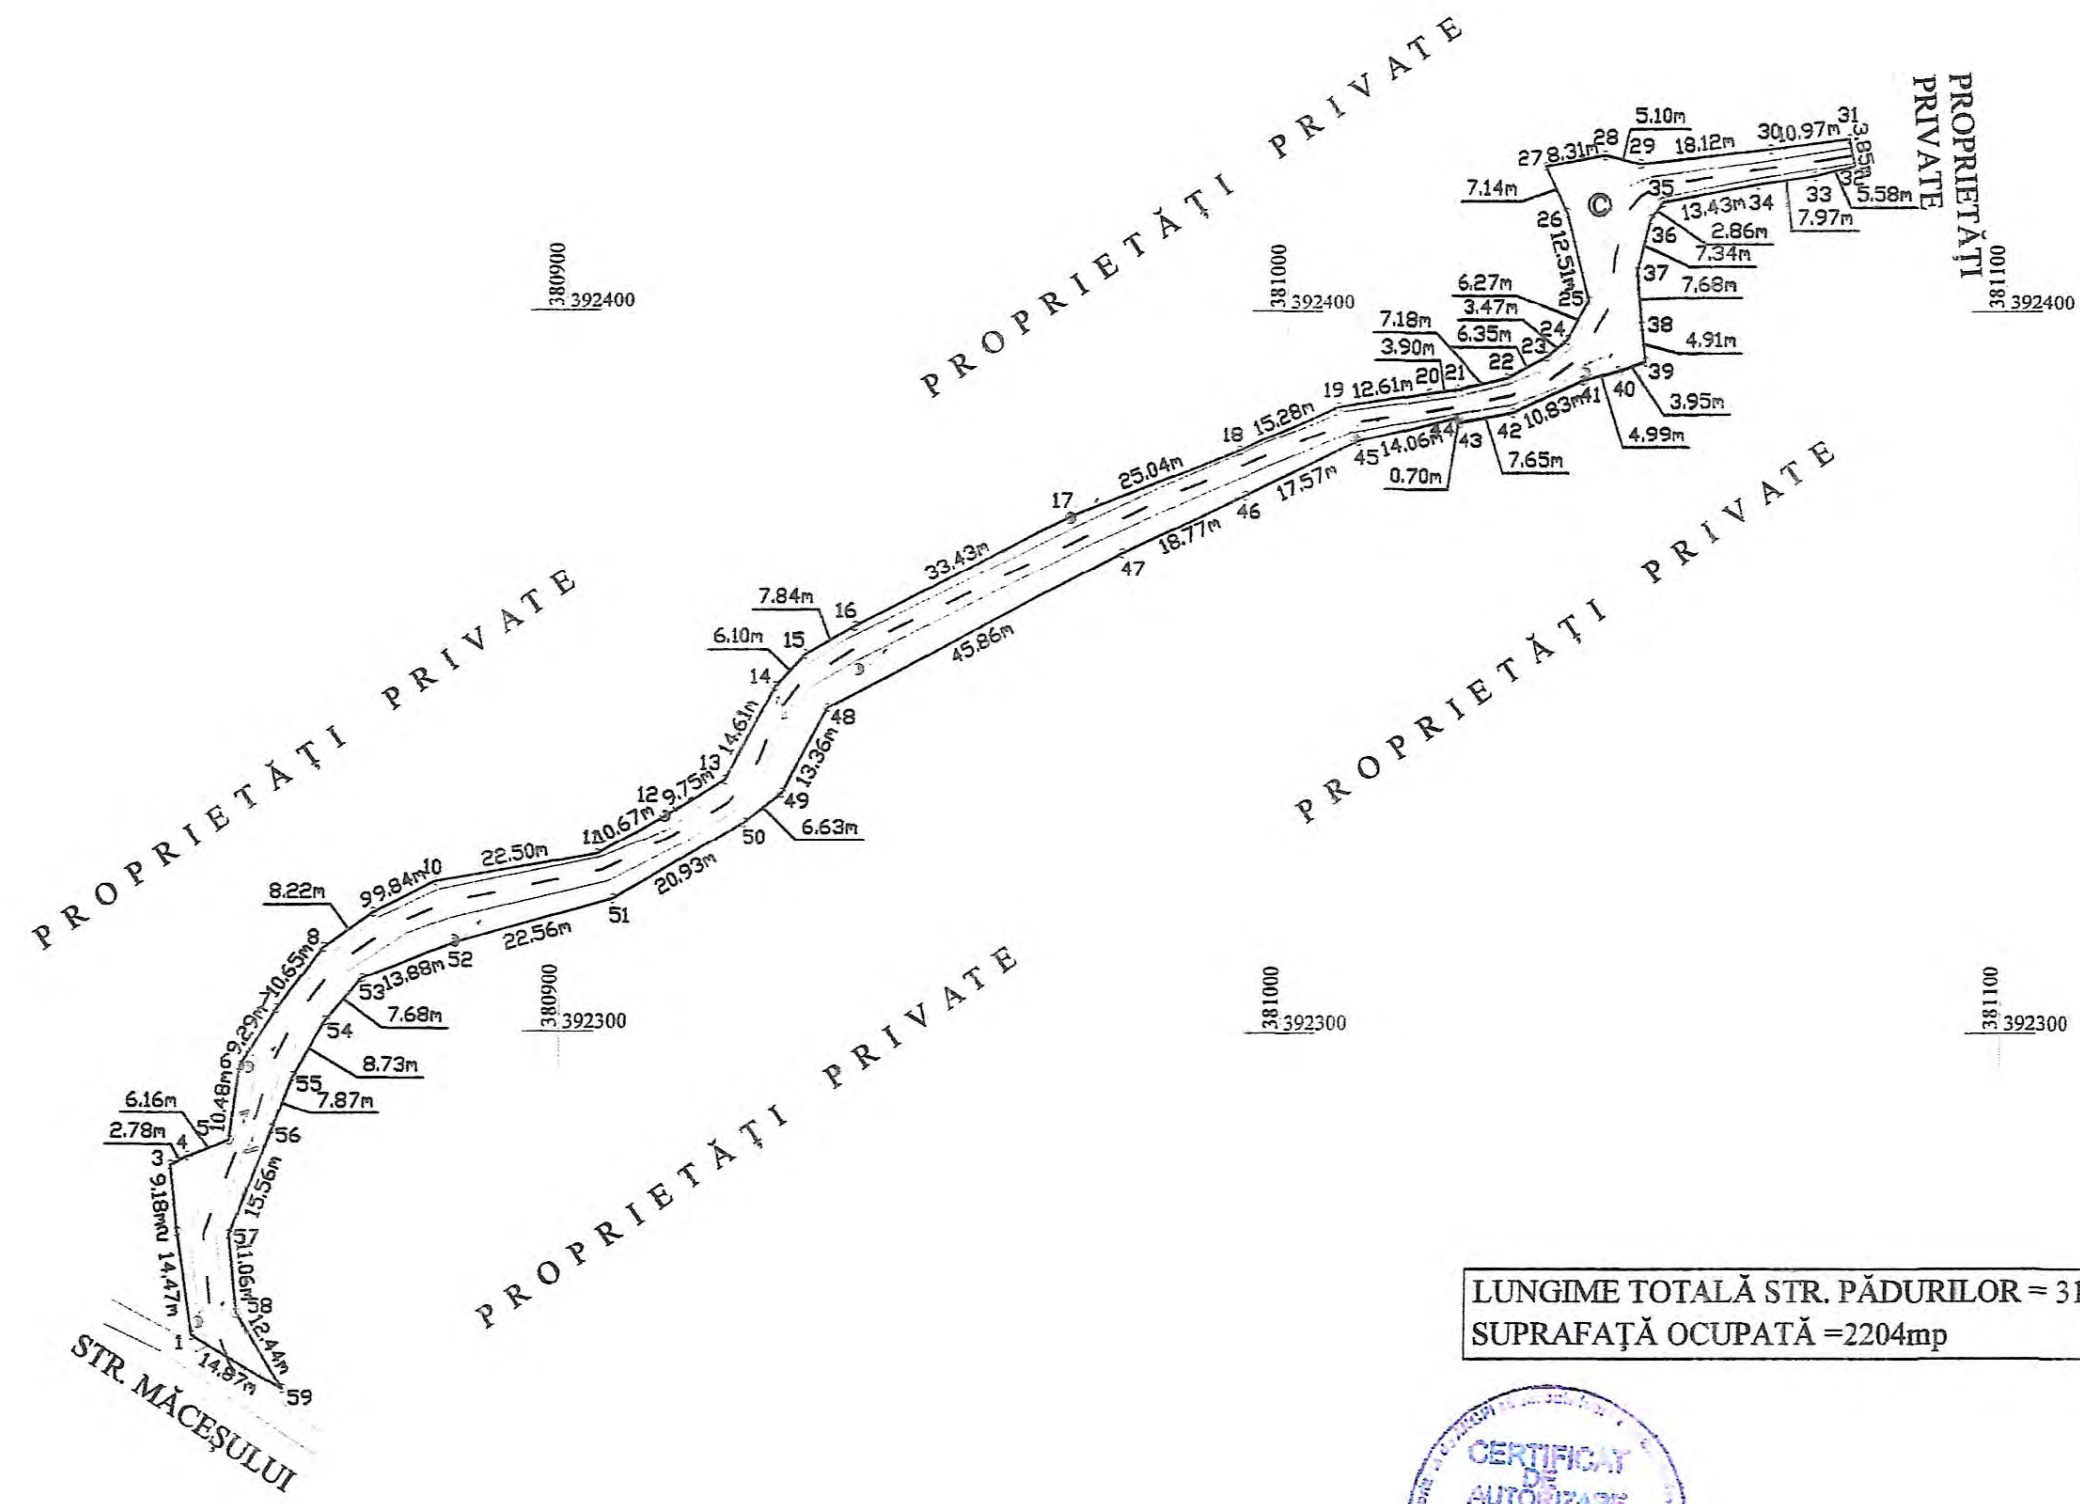 PROPRIETĂȚI PRIVATE
PROPRIETĂȚI
PRIVATE
5.10m
31
30
10.97m
3.85m
28
29
18.12m
27
8.31m
32
7.14m
35
33
5.58m
13.43m
34
7.97m
©
26
36
2.86m
12.51m
7.34m
37
380900
392400
381000
392400
381100
392400
6.27m
25
7.68m
3.47m
24
38
7.18m
6.35m
23
4.91m
3.90m
22
39
19
12.61m
20
21
40
41
3.95m
18
15.28m
10.83m
42
4.99m
44
43
45
14.06m
0.70m
7.65m
25.04m
17
17.57m
46
18.77m
47
PROPRIETĂȚI PRIVATE
33.43m
7.84m
16
6.10m
15
45.86m
14
PROPRIETĂȚI PRIVATE
48
14.61m
13
13.36m
12
9.75m
49
50
6.63m
10.67m
22.50m
10
9.84m
9
20.93m
8.22m
51
22.56m
8
52
13.88m
53
10.65m
7.68m
54
380900
392300
381000
392300
381100
392300
9.29m
6
8.73m
55
10.48m
7.87m
6.16m
5
56
2.78m
4
3
15.56m
9.18m
57
14.47m
11.06m
58
12.44m
1
14.87m
59
PROPRIETĂȚI PRIVATE
STR. MĂCEȘULUI
LUNGIME TOTALĂ STR. PĂDURILOR = 31
SUPRAFAȚĂ OCUPATĂ =2204mp
CERTIFICAT
DE
AUTORIZARE